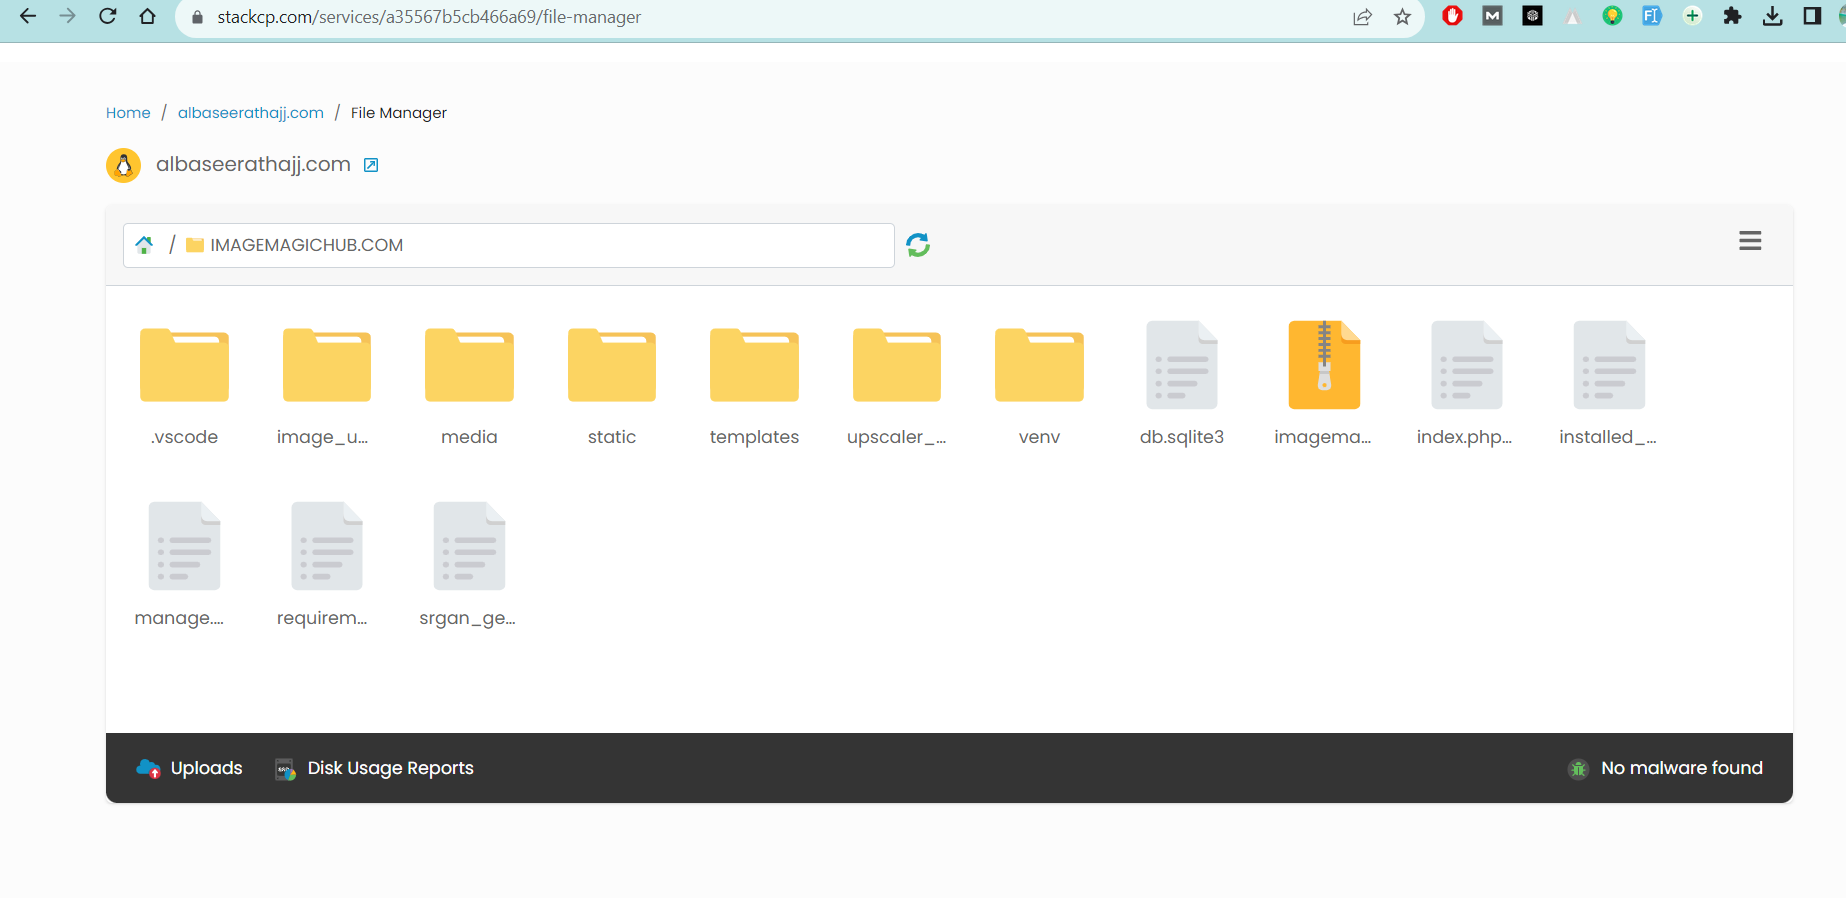 stackcp.com/services/a35567b5cb466a69/file-manager
Home / albaseerathajj.com / File Manager
albaseerathajj.com
/ IMAGEMAGICHUB.COM
.vscode image_u... media static templates upscaler_... venv db.sqlite3 imagema... index.php... installed_...
manage.... requirem... srgan_ge...
Uploads Disk Usage Reports No malware found